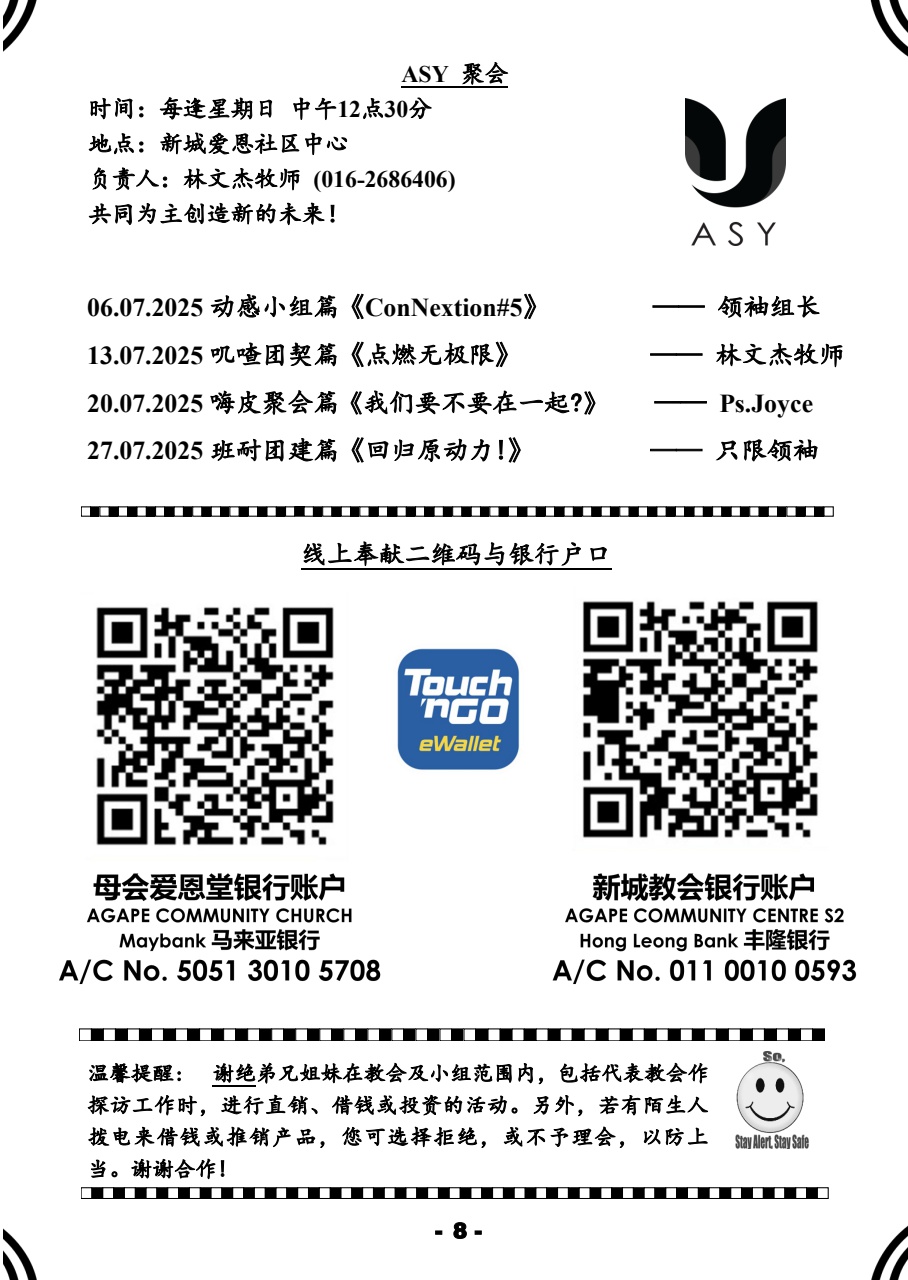 ASY 聚会
时间：每逢星期日 中午12点30分
地点：新城爱恩社区中心
负责人：林文杰牧师 (016-2686406)
共同为主创造新的未来！
ASY
06.07.2025 动感小组篇《ConNextion#5》 —— 领袖组长
13.07.2025 叽喳团契篇《点燃无极限》 —— 林文杰牧师
20.07.2025 嗨皮聚会篇《我们要不要在一起?》 —— Ps.Joyce
27.07.2025 班耐团建篇《回归原动力！》 —— 只限领袖
线上奉献二维码与银行户口
Touch
'nGO
eWallet
母会爱恩堂银行账户
AGAPE COMMUNITY CHURCH
Maybank 马来亚银行
A/C No. 5051 3010 5708
新城教会银行账户
AGAPE COMMUNITY CENTRE S2
Hong Leong Bank 丰隆银行
A/C No. 011 0010 0593
温馨提醒： 谢绝弟兄姐妹在教会及小组范围内，包括代表教会作
探访工作时，进行直销、借钱或投资的活动。另外，若有陌生人
拨电来借钱或推销产品，您可选择拒绝，或不予理会，以防上
当。谢谢合作！
So,
Stay Alert, Stay Safe
- 8 -